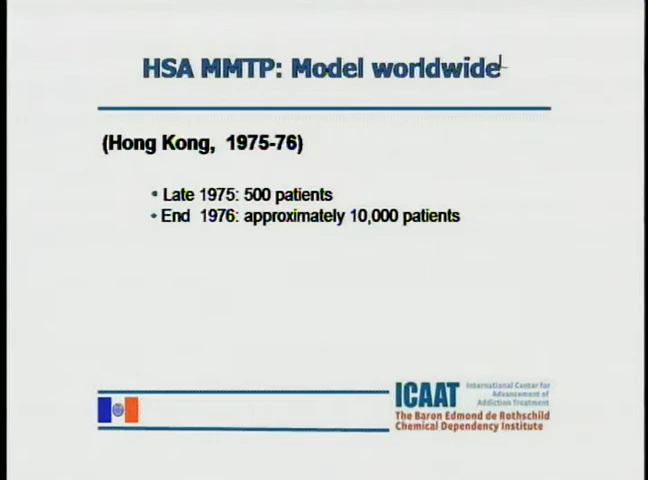 HSA MMTP: Model worldwide
(Hong Kong, 1975-76)
• Late 1975: 500 patients
• End 1976: approximately 10,000 patients
ICAAT
International Center for
Advancement of
Addiction Treatment
The Baron Edmond de Rothschild
Chemical Dependency Institute